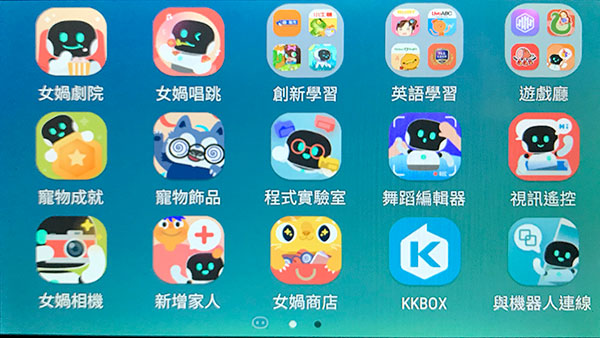 女媧劇院
女媧唱跳
創新學習
英語學習
遊戲廳
寵物成就
寵物飾品
程式實驗室
舞蹈編輯器
Hi
視訊遙控
女媧相機
新增家人
女媧商店
KKBOX
與機器人連線